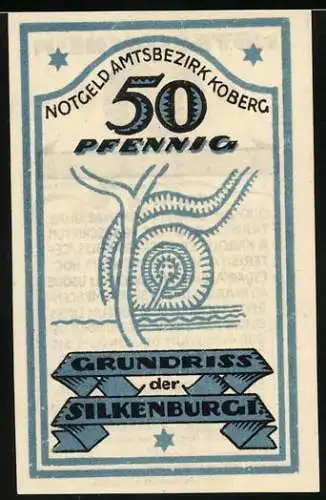 NOTGELD AMTSBEZIRK KOBERG
50
PFENNIG
GRUNDRISS
der
SILKENBURG I.